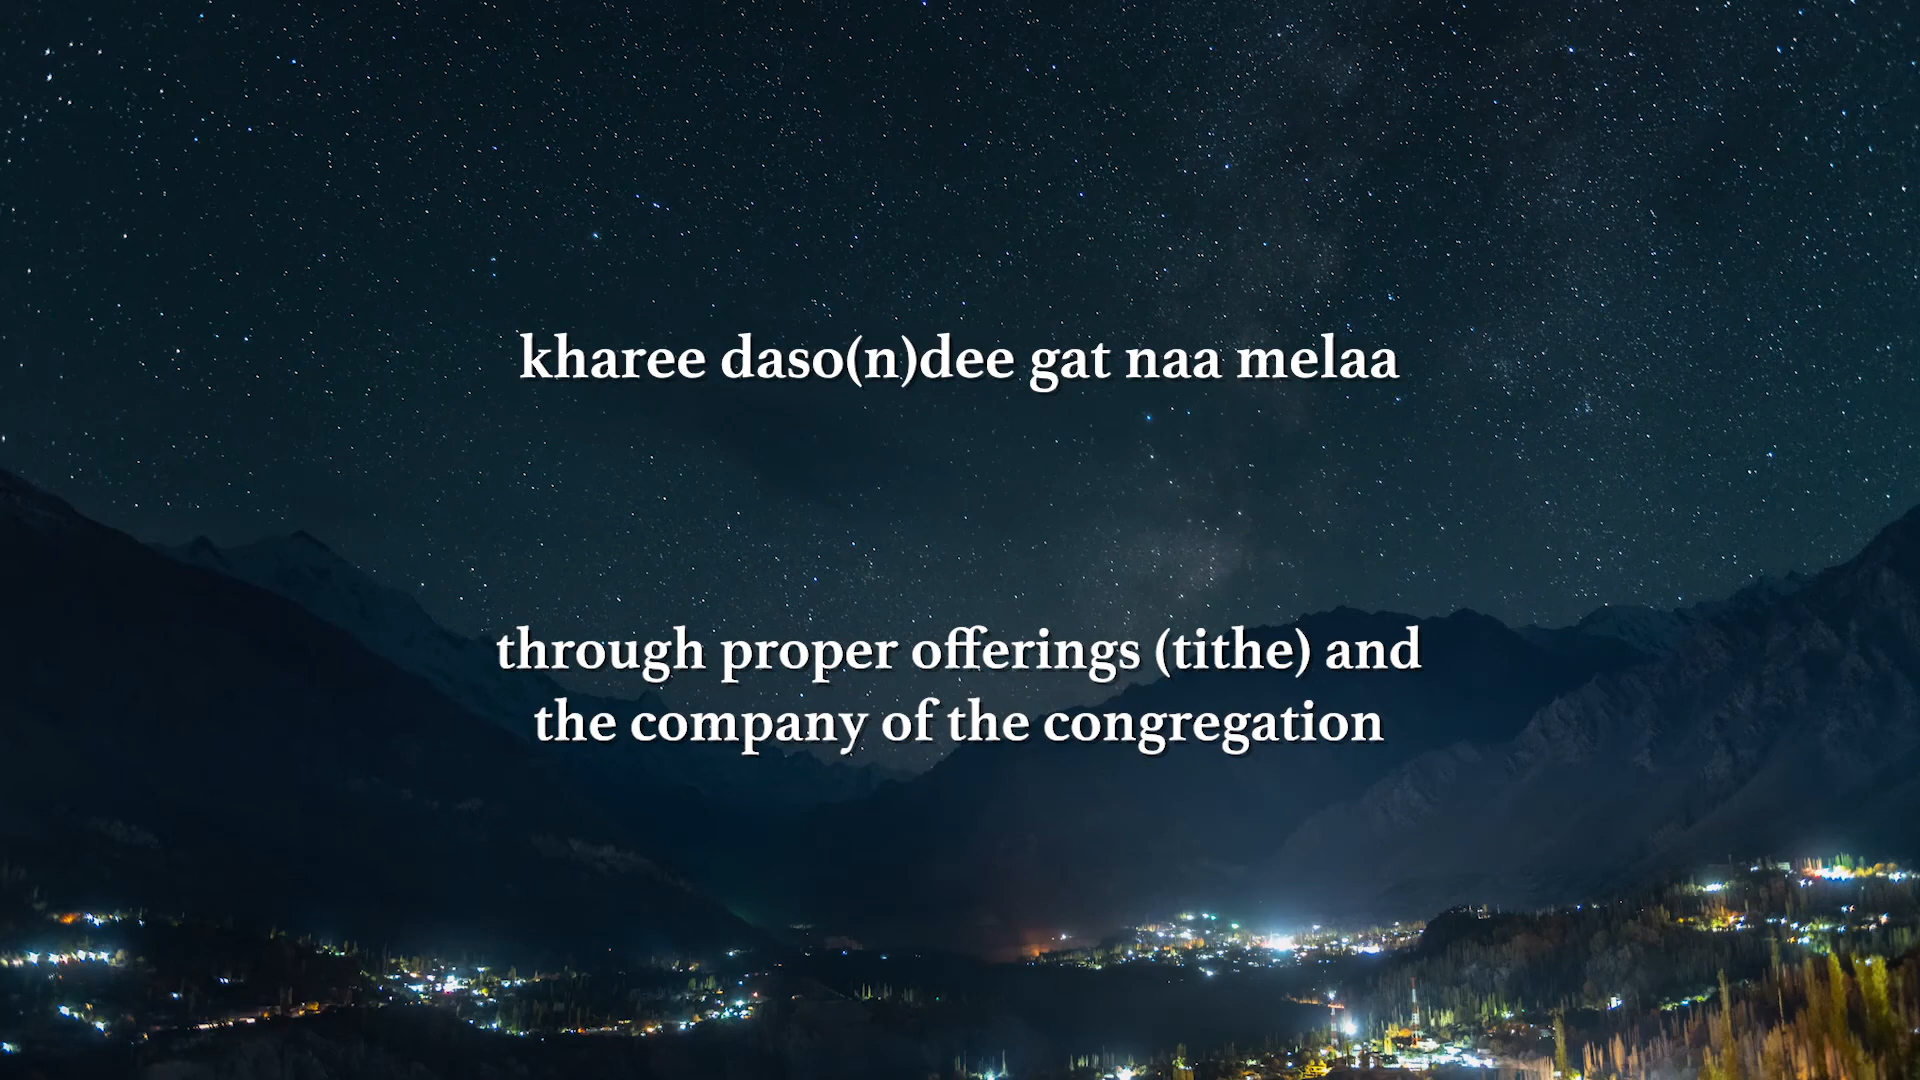 kharee daso(n)dee gat naa melaa
through proper offerings (tithe) and
the company of the congregation